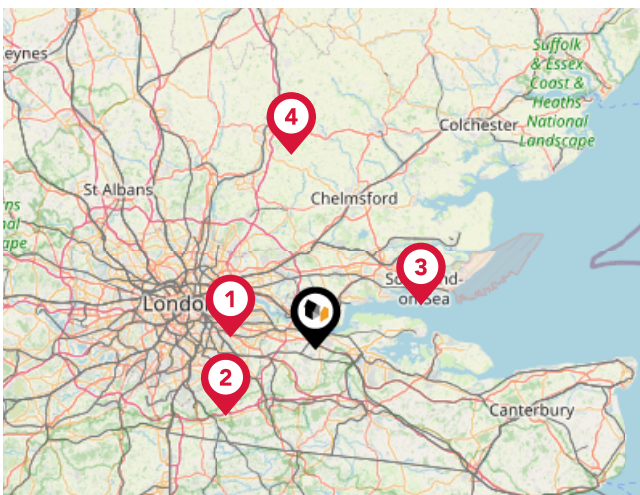 Suffolk
& Essex
Coast &
Heaths
National
Landscape
eynes
4
Colchester
St Albans
Chelmsford
ns
nal
ape
3
1
London
on-Sea
2
Canterbury